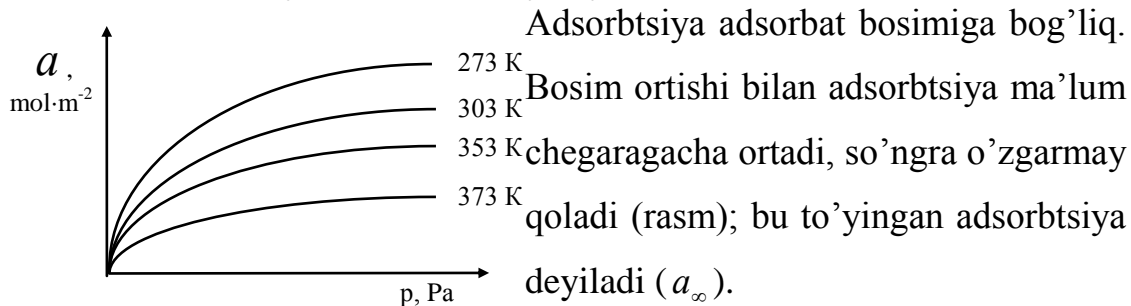 a ,
mol·m-2
273 K
303 K
353 K
373 K
p, Pa
Adsorbtsiya adsorbat bosimiga bog’liq.
Bosim ortishi bilan adsorbtsiya ma’lum
chegaragacha ortadi, so’ngra o’zgarmay
qoladi (rasm); bu to’yingan adsorbtsiya
deyiladi ( a∞ ).